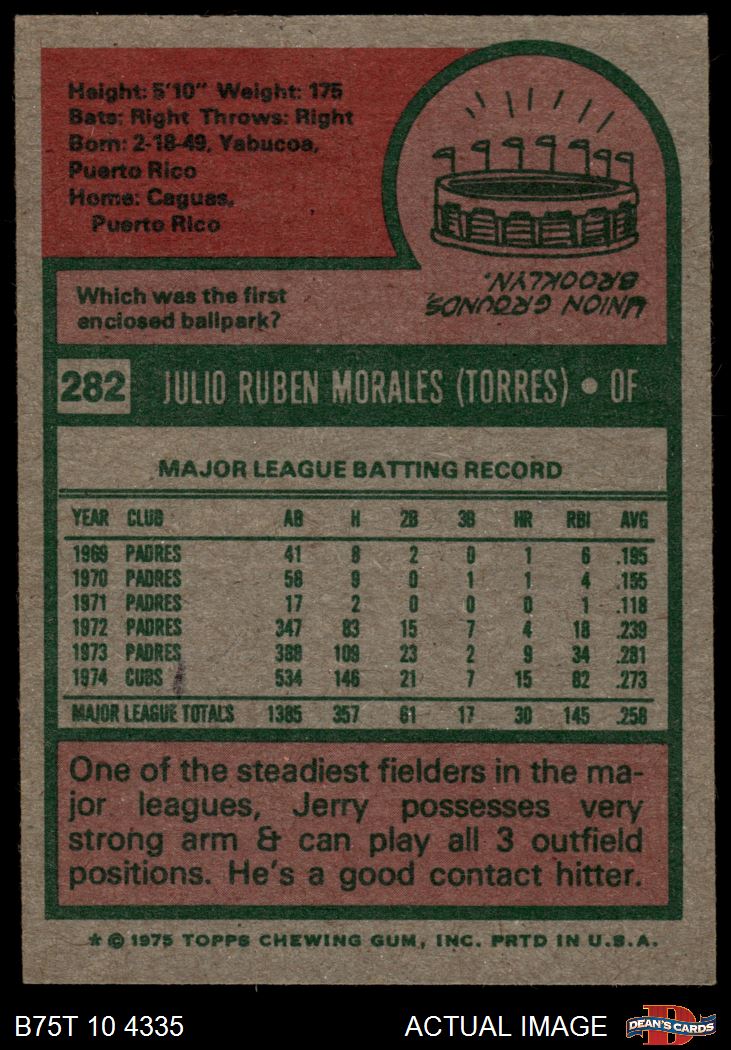 Height: 5'10" Weight: 175
Bats: Right Throws: Right
Born: 2-18-49, Yabucoa,
Puerto Rico
Home: Caguas,
Puerto Rico
Which was the first
enclosed ballpark?
UNION GROUNDS,
BROOKLYN.
282 JULIO RUBEN MORALES (TORRES) • OF
MAJOR LEAGUE BATTING RECORD
YEAR CLUB AB H 2B 3B HR RBI AVG
1969 PADRES 41 8 2 0 1 6 .195
1970 PADRES 58 9 0 1 1 4 .155
1971 PADRES 17 2 0 0 0 1 .118
1972 PADRES 347 83 15 7 4 18 .239
1973 PADRES 388 109 23 2 9 34 .281
1974 CUBS 534 146 21 7 15 82 .273
MAJOR LEAGUE TOTALS 1385 357 61 17 30 145 .258
One of the steadiest fielders in the ma-
jor leagues, Jerry possesses very
strong arm & can play all 3 outfield
positions. He's a good contact hitter.
* © 1975 TOPPS CHEWING GUM, INC. PRTD IN U.S.A.
B75T 10 4335 ACTUAL IMAGE DEAN'S CARDS